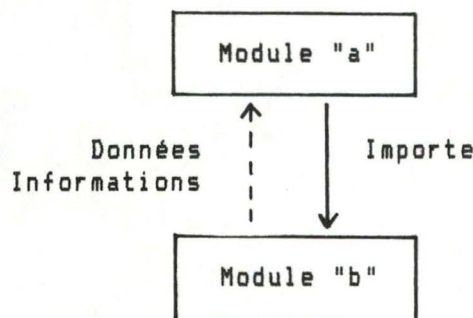 Module "a"
Données
Informations
Importe
Module "b"